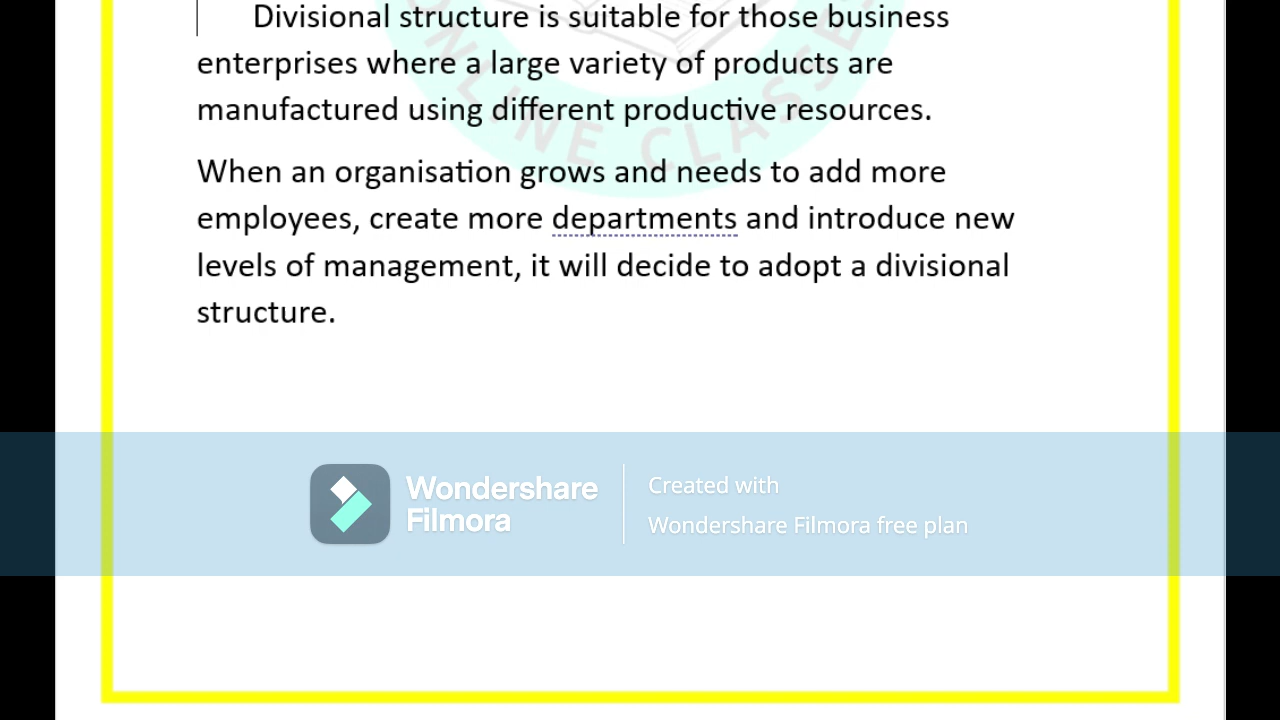 Divisional structure is suitable for those business
enterprises where a large variety of products are
manufactured using different productive resources.
When an organisation grows and needs to add more
employees, create more departments and introduce new
levels of management, it will decide to adopt a divisional
structure.
ONLINE CLASSES
Wondershare
Filmora
Created with
Wondershare Filmora free plan